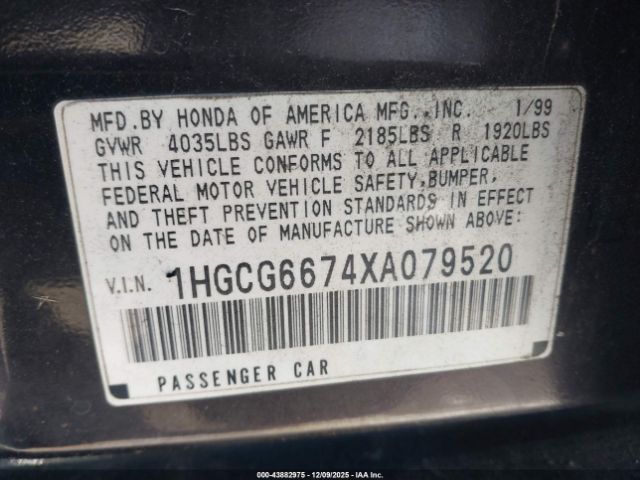 MFD.BY HONDA OF AMERICA MFG.,INC. 1/99
GVWR 4035LBS GAWR F 2185LBS R 1920LBS
THIS VEHICLE CONFORMS TO ALL APPLICABLE
FEDERAL MOTOR VEHICLE SAFETY,BUMPER,
AND THEFT PREVENTION STANDARDS IN EFFECT
ON THE DATE OF MANUFACTURE SHOWN ABOVE:
V.I.N. 1HGCG6674XA079520
PASSENGER CAR
000-43882975 | 12/09/2025 | IAA Inc.